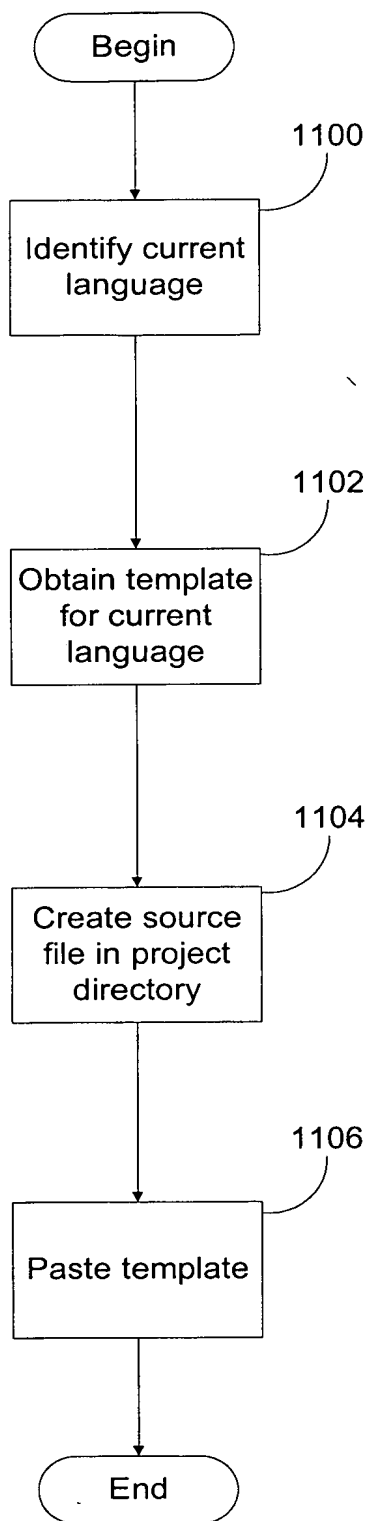 Begin
1100
Identify current
language
1102
Obtain template
for current
language
1104
Create source
file in project
directory
1106
Paste template
End